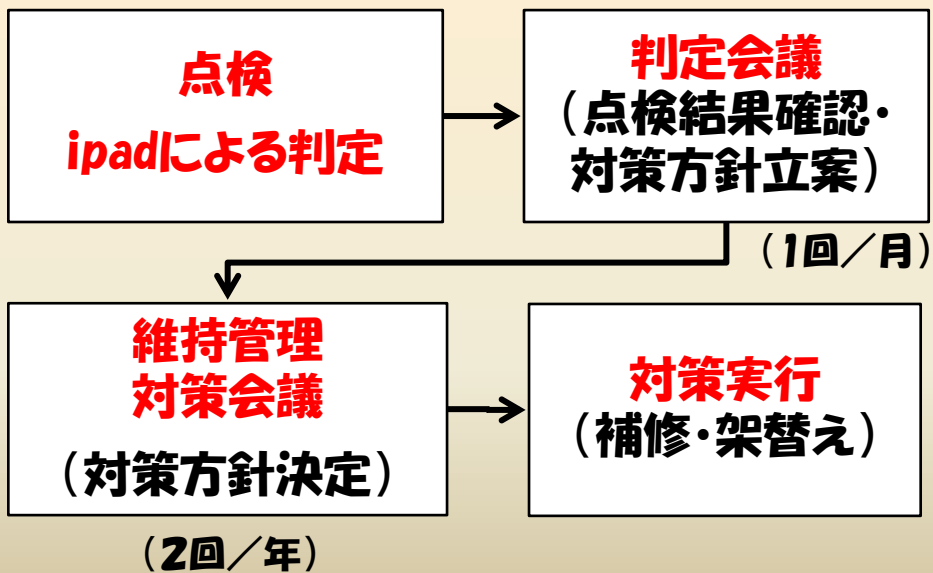 点検
ipadによる判定
判定会議
（点検結果確認・
対策方針立案）
（1回／月）
維持管理
対策会議
（対策方針決定）
（2回／年）
対策実行
（補修・架替え）